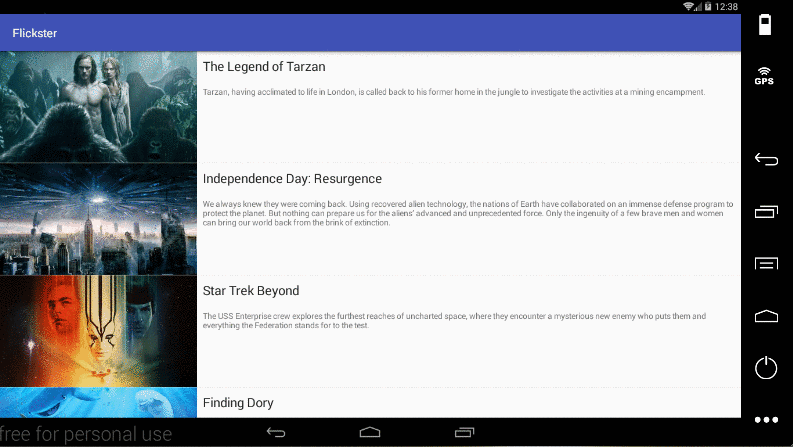 12:38
Flickster
The Legend of Tarzan
Tarzan, having acclimated to life in London, is called back to his former home in the jungle to investigate the activities at a mining encampment.
Independence Day: Resurgence
We always knew they were coming back. Using recovered alien technology, the nations of Earth have collaborated on an immense defense program to
protect the planet. But nothing can prepare us for the aliens' advanced and unprecedented force. Only the ingenuity of a few brave men and women
can bring our world back from the brink of extinction.
Star Trek Beyond
The USS Enterprise crew explores the furthest reaches of uncharted space, where they encounter a mysterious new enemy who puts them and
everything the Federation stands for to the test.
Finding Dory
free for personal use
GPS